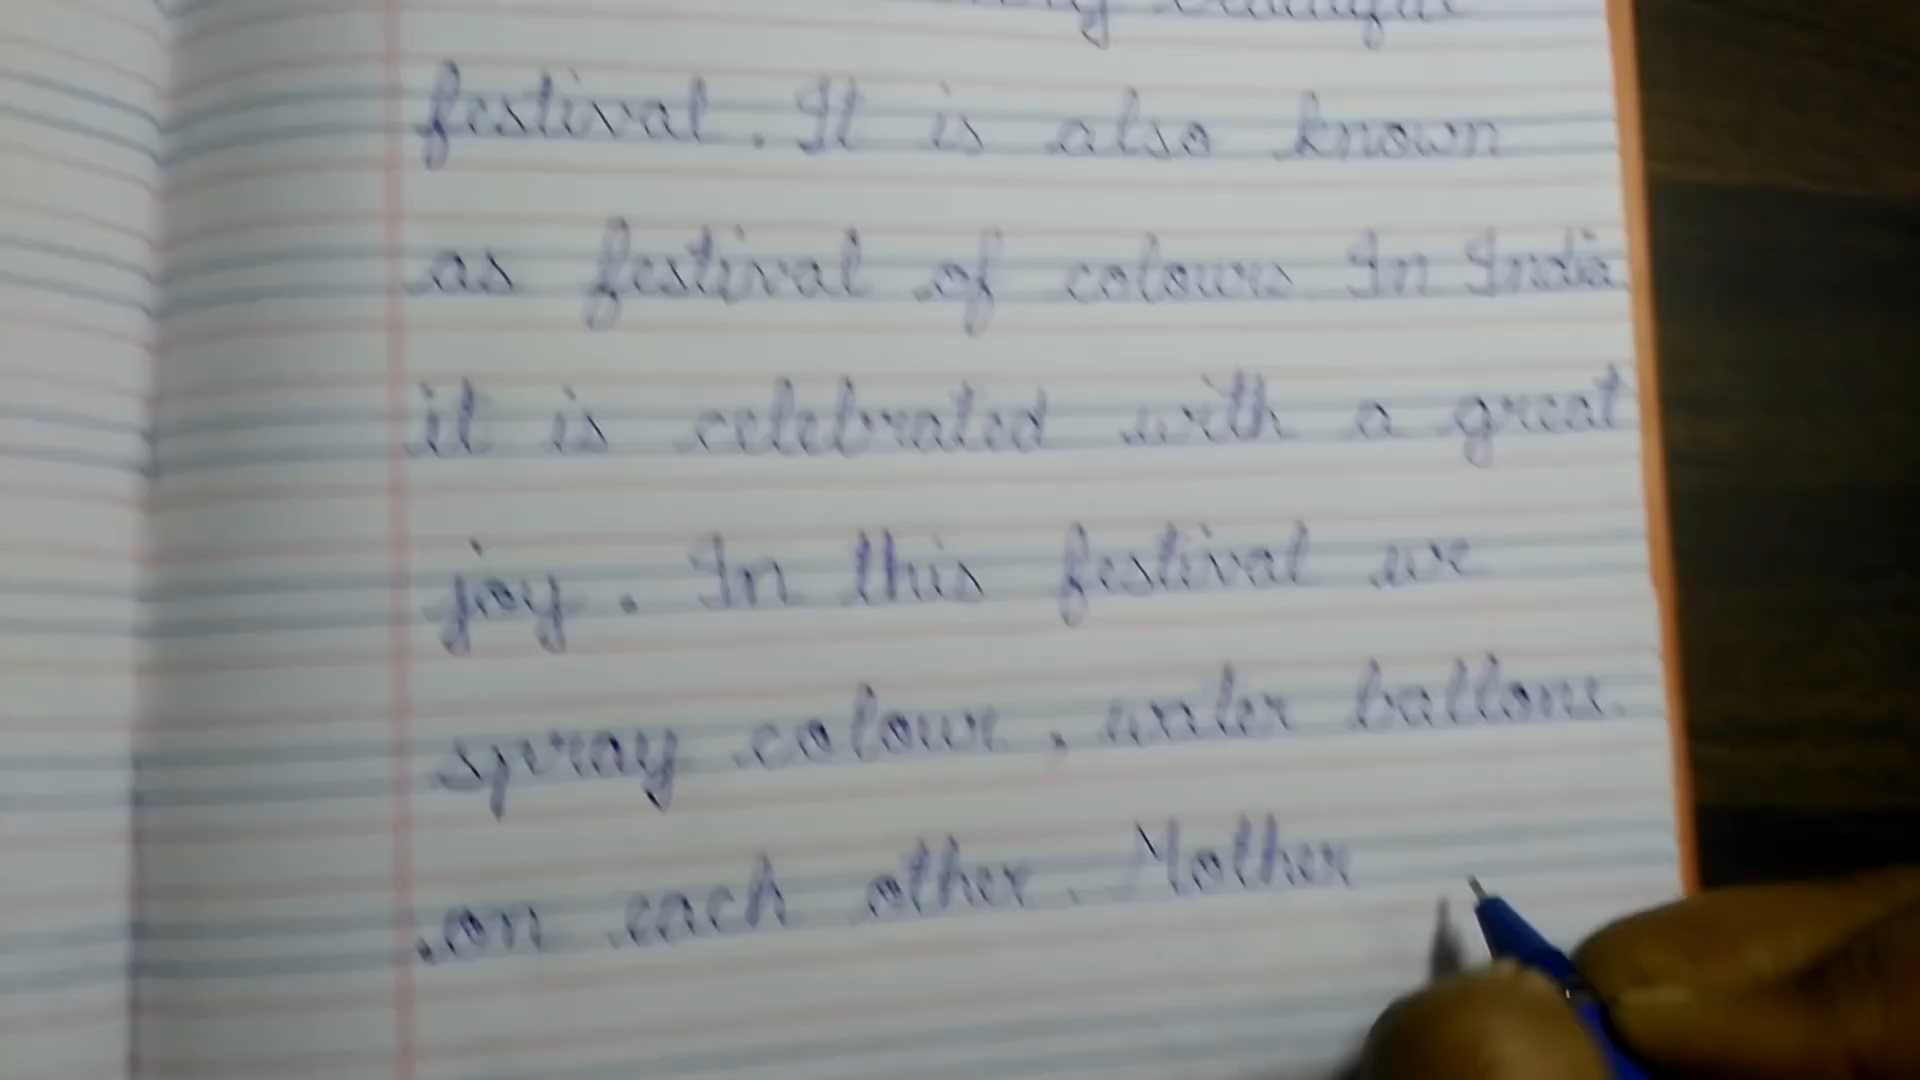 festival. It is also known
as festival of colours. In India
it is celebrated with a great
joy. In this festival we
spray colour, water ballons
on each other. Mother